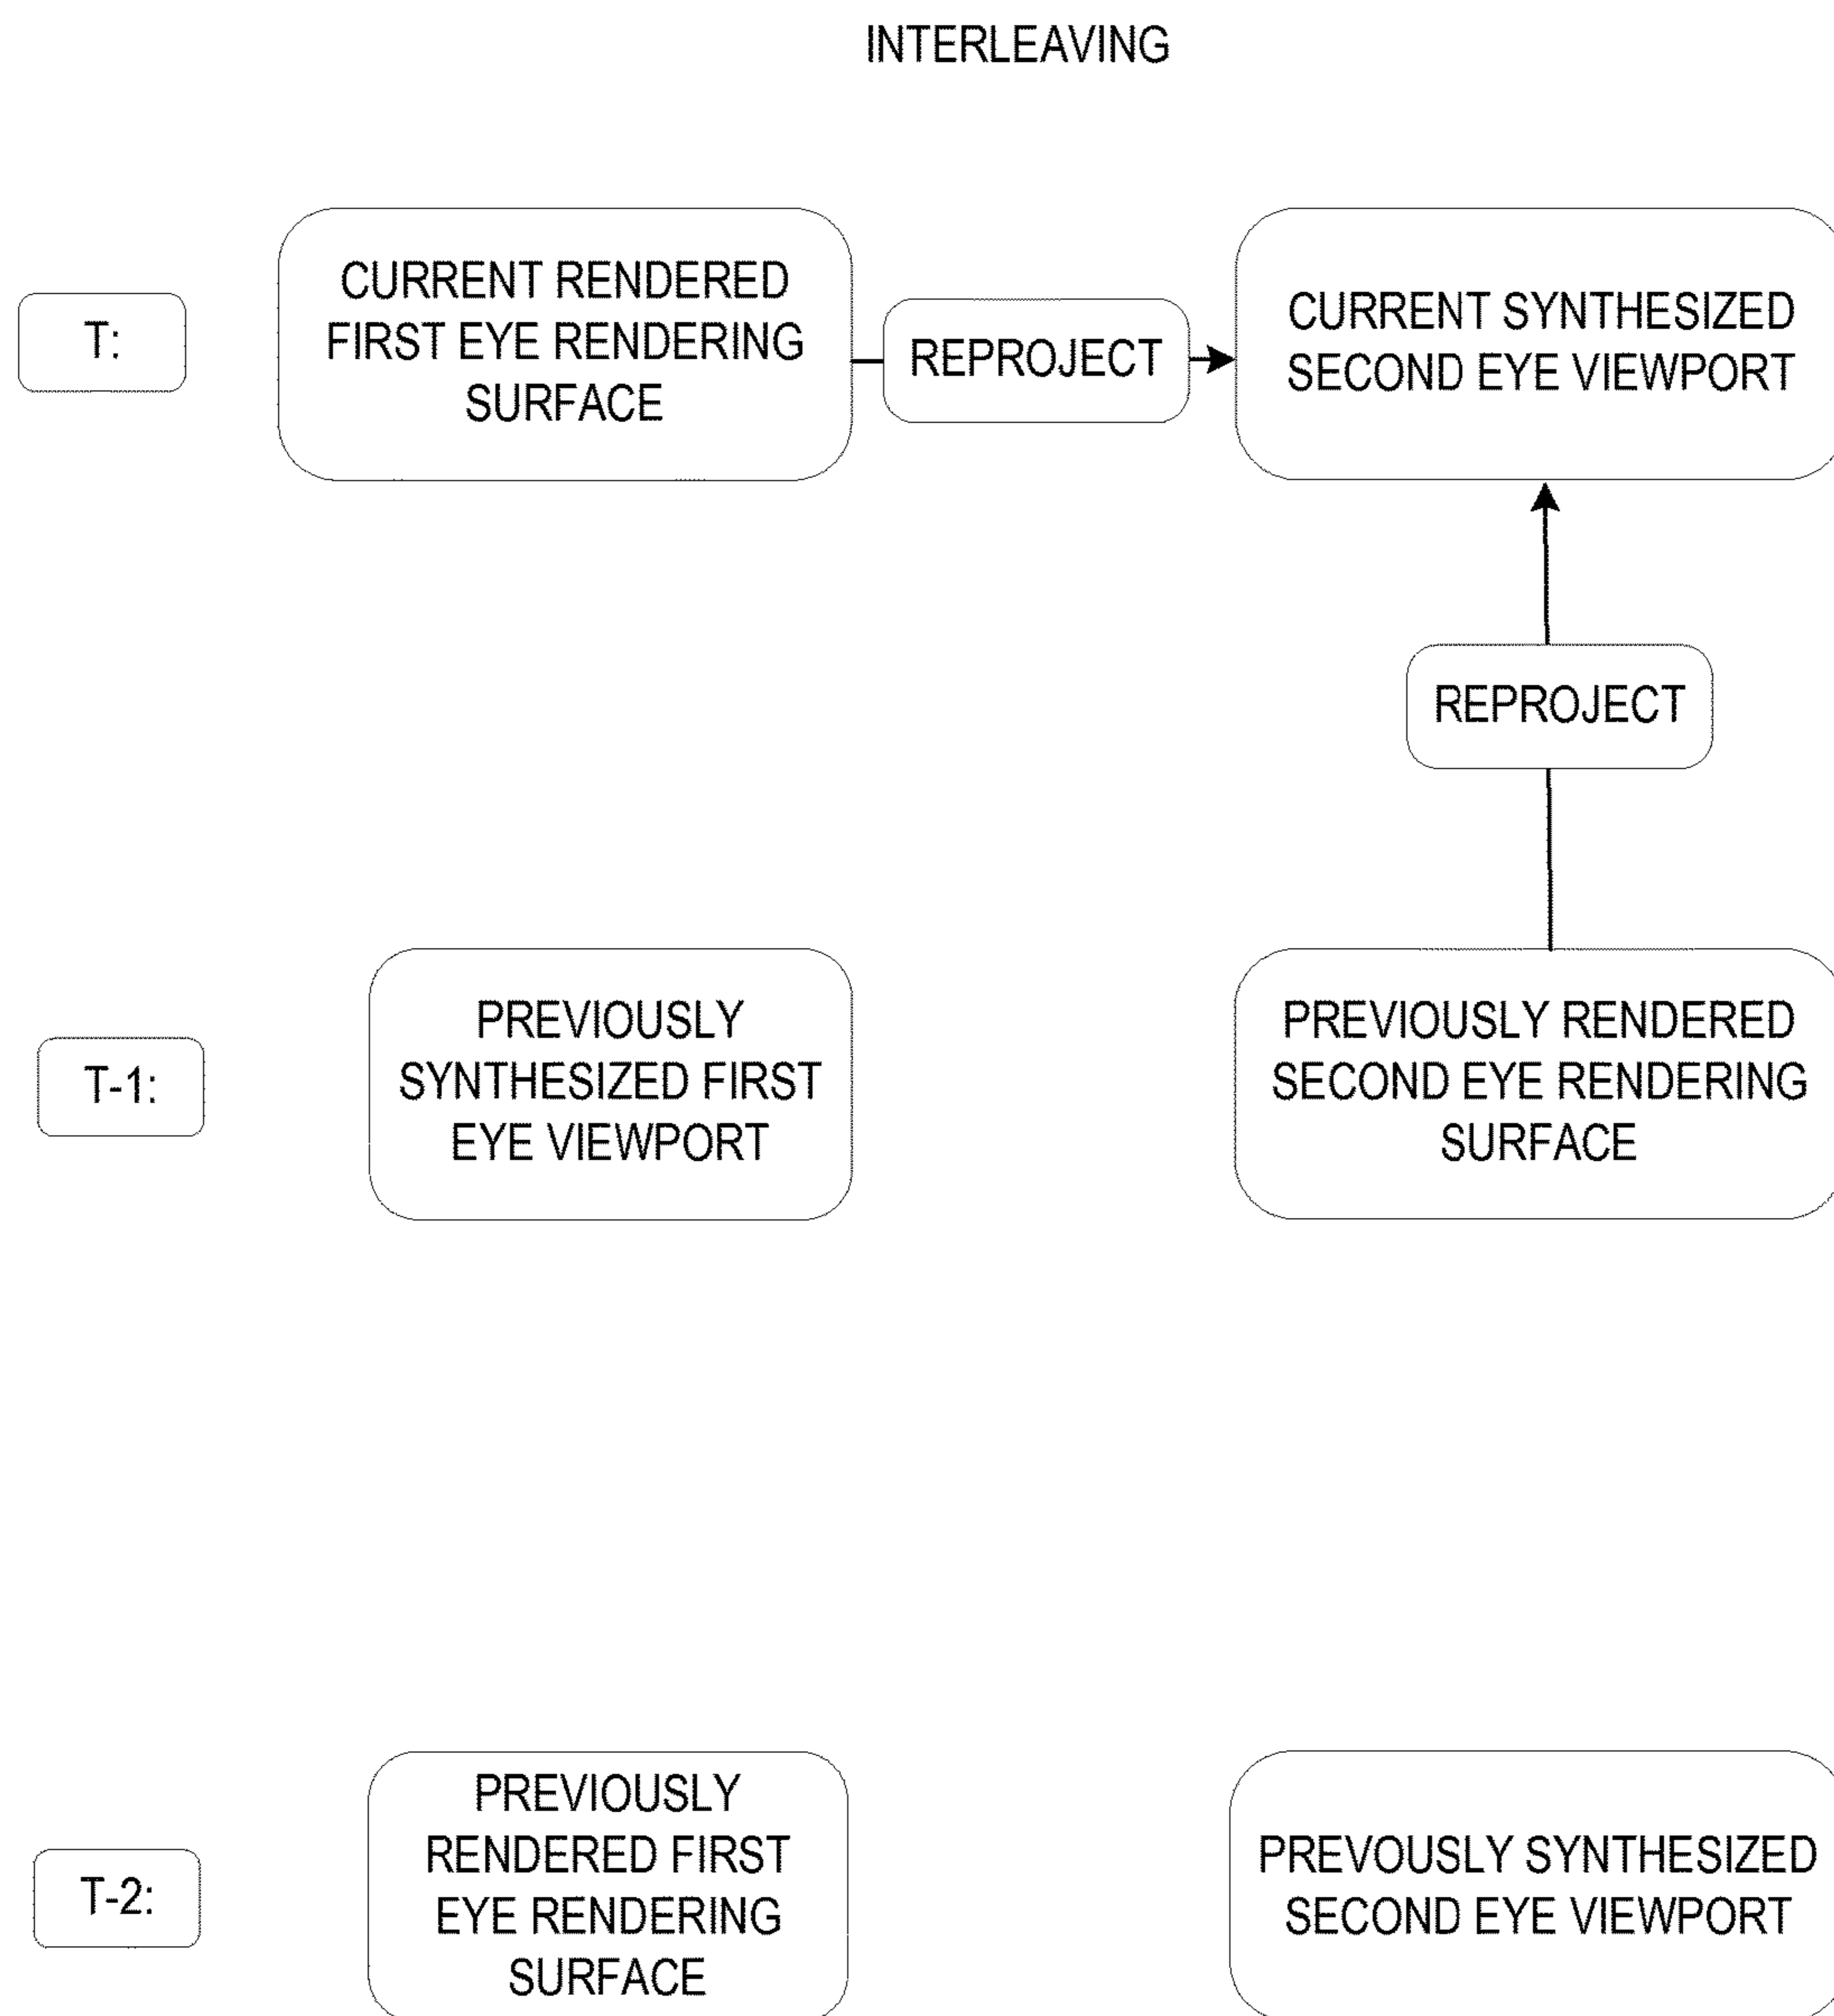 INTERLEAVING
T:
CURRENT RENDERED
FIRST EYE RENDERING
SURFACE
REPROJECT
CURRENT SYNTHESIZED
SECOND EYE VIEWPORT
REPROJECT
T-1:
PREVIOUSLY
SYNTHESIZED FIRST
EYE VIEWPORT
PREVIOUSLY RENDERED
SECOND EYE RENDERING
SURFACE
T-2:
PREVIOUSLY
RENDERED FIRST
EYE RENDERING
SURFACE
PREVOUSLY SYNTHESIZED
SECOND EYE VIEWPORT